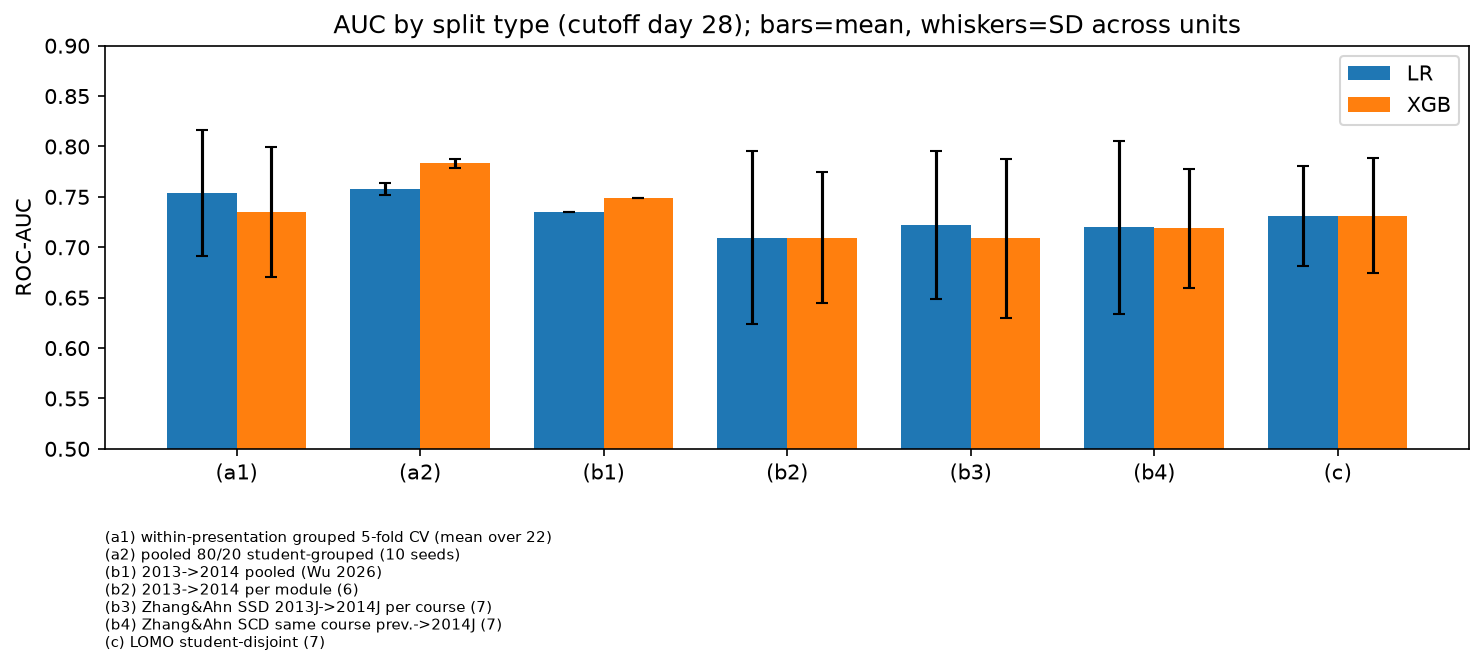 AUC by split type (cutoff day 28); bars=mean, whiskers=SD across units
LR
XGB
ROC-AUC
0.90
0.85
0.80
0.75
0.70
0.65
0.60
0.55
0.50
(a1) (a2) (b1) (b2) (b3) (b4) (c)
(a1) within-presentation grouped 5-fold CV (mean over 22)
(a2) pooled 80/20 student-grouped (10 seeds)
(b1) 2013->2014 pooled (Wu 2026)
(b2) 2013->2014 per module (6)
(b3) Zhang&Ahn SSD 2013J->2014J per course (7)
(b4) Zhang&Ahn SCD same course prev.->2014J (7)
(c) LOMO student-disjoint (7)